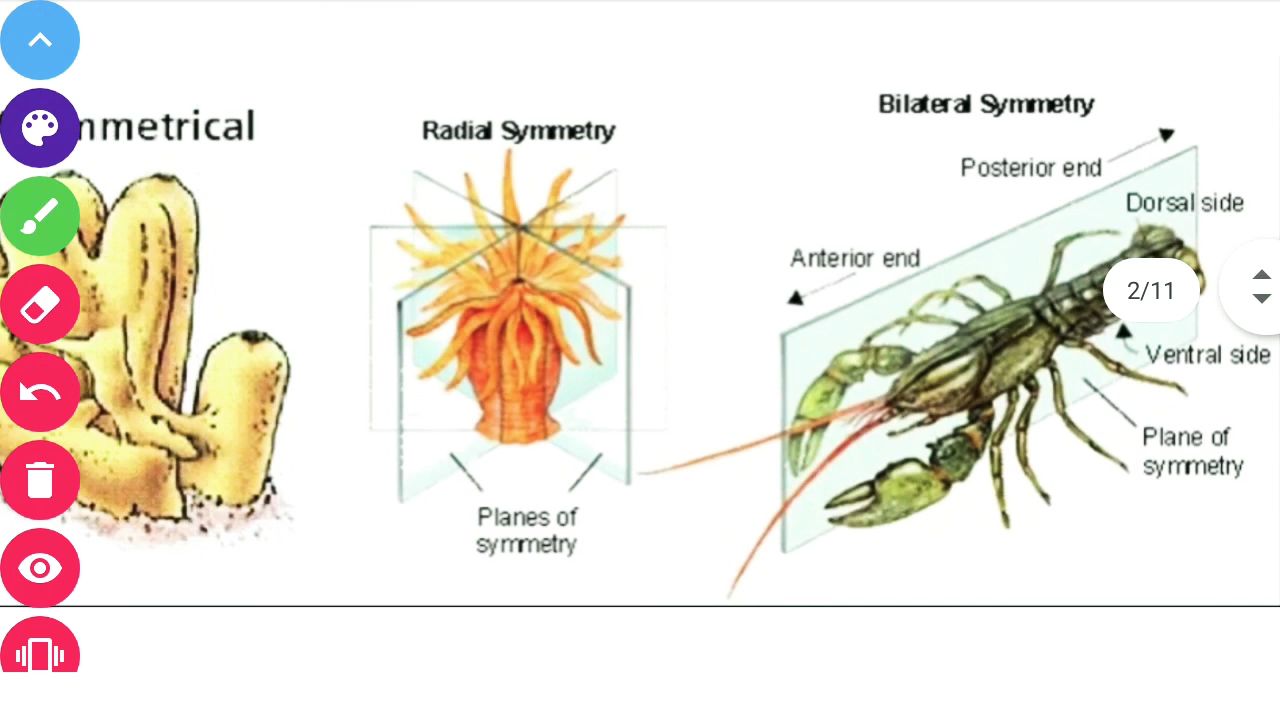 mmetrical
Radial Symmetry
Planes of
symmetry
Bilateral Symmetry
Posterior end
Dorsal side
Anterior end
2/11
Ventral side
Plane of
symmetry